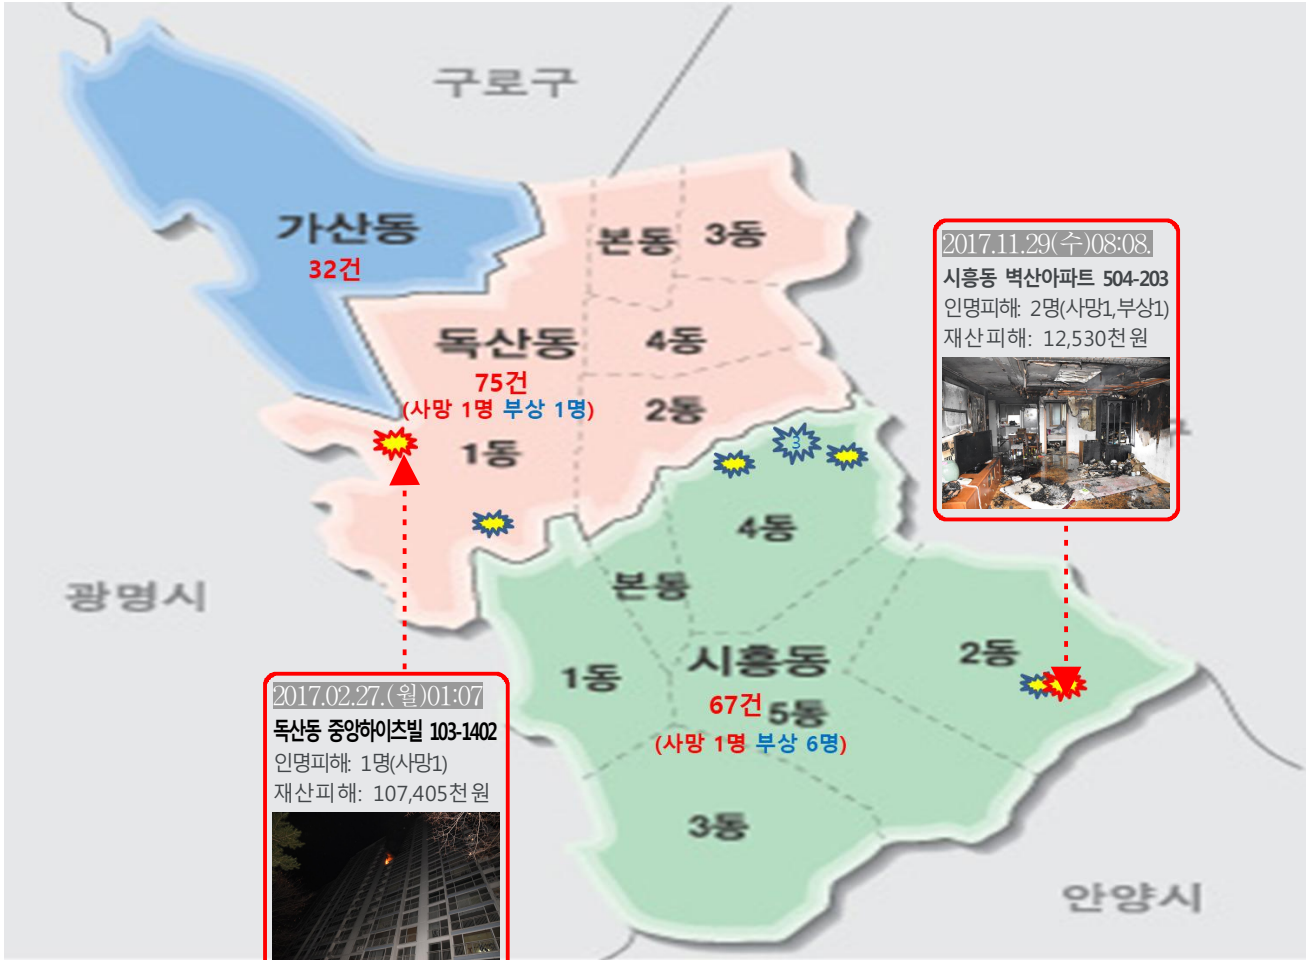 구로구
가산동
32건
본동
3동
독산동
4동
75건
(사망 1명 부상 1명)
2동
1동
3
2017.11.29(수)08:08.
시흥동 벽산아파트 504-203
인명피해: 2명(사망1,부상1)
재산피해: 12,530천원
4동
본동
광명시
1동
시흥동
2동
67건
5동
(사망 1명 부상 6명)
3동
2017.02.27.(월)01:07
독산동 중앙하이츠빌 103-1402
인명피해: 1명(사망1)
재산피해: 107,405천원
안양시